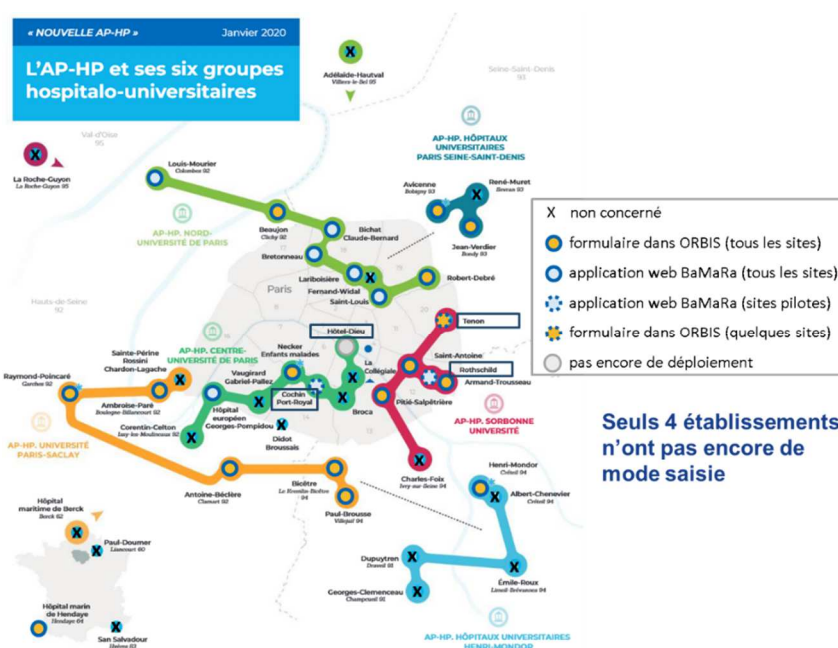 « NOUVELLE AP-HP »
Janvier 2020
L'AP-HP et ses six groupes
hospitalo-universitaires
Adélaïde-Hautval
Villiers-le-Bel 95
Seine-Saint-Denis
93
Val-d'Oise
95
La Roche-Guyon
La Roche-Guyon 95
Louis-Mourier
Colombes 92
AP-HP. HÔPITAUX
UNIVERSITAIRES
PARIS SEINE-SAINT-DENIS
Avicenne
Bobigny 93
René-Muret
Sevran 93
Jean-Verdier
Bondy 93
AP-HP. NORD-
UNIVERSITÉ DE PARIS
Beaujon
Clichy 92
Bichat
Claude-Bernard
Bretonneau
Lariboisière
Fernand-Widal
Saint-Louis
Robert-Debré
Paris
Hauts-de-Seine
92
17
18
19
20
Hôtel-Dieu
Tenon
AP-HP. CENTRE-
UNIVERSITÉ DE PARIS
Necker
Enfants malades
La
Collégiale
Saint-Antoine
Rothschild
Armand-Trousseau
Sainte-Périne
Rossini
Chardon-Lagache
Vaugirard
Gabriel-Pallez
Cochin
Port-Royal
Raymond-Poincaré
Garches 92
Ambroise-Paré
Boulogne-Billancourt 92
Broca
Pitié-Salpêtrière
Corentin-Celton
Issy-les-Moulineaux 92
Hôpital
européen
Georges-Pompidou
14
13
Didot
Broussais
AP-HP. SORBONNE
UNIVERSITÉ
AP-HP. UNIVERSITÉ
PARIS-SACLAY
Antoine-Béclère
Clamart 92
Bicêtre
Le Kremlin-Bicêtre
94
Paul-Brousse
Villejuif 94
Charles-Foix
Ivry-sur-Seine 94
Henri-Mondor
Créteil 94
Albert-Chenevier
Créteil 94
Hôpital
maritime de Berck
Berck 62
Paul-Doumer
Liancourt 60
Dupuytren
Draveil 91
Georges-Clemenceau
Champcueil 91
Émile-Roux
Limeil-Brévannes 94
Hôpital marin
de Hendaye
Hendaye 64
San Salvadour
Hyères 83
AP-HP. HÔPITAUX UNIVERSITAIRES
HENRI-MONDOR
X non concerné
formulaire dans ORBIS (tous les sites)
application web BaMaRa (tous les sites)
application web BaMaRa (sites pilotes)
formulaire dans ORBIS (quelques sites)
pas encore de déploiement
Seuls 4 établissements
n'ont pas encore de
mode saisie